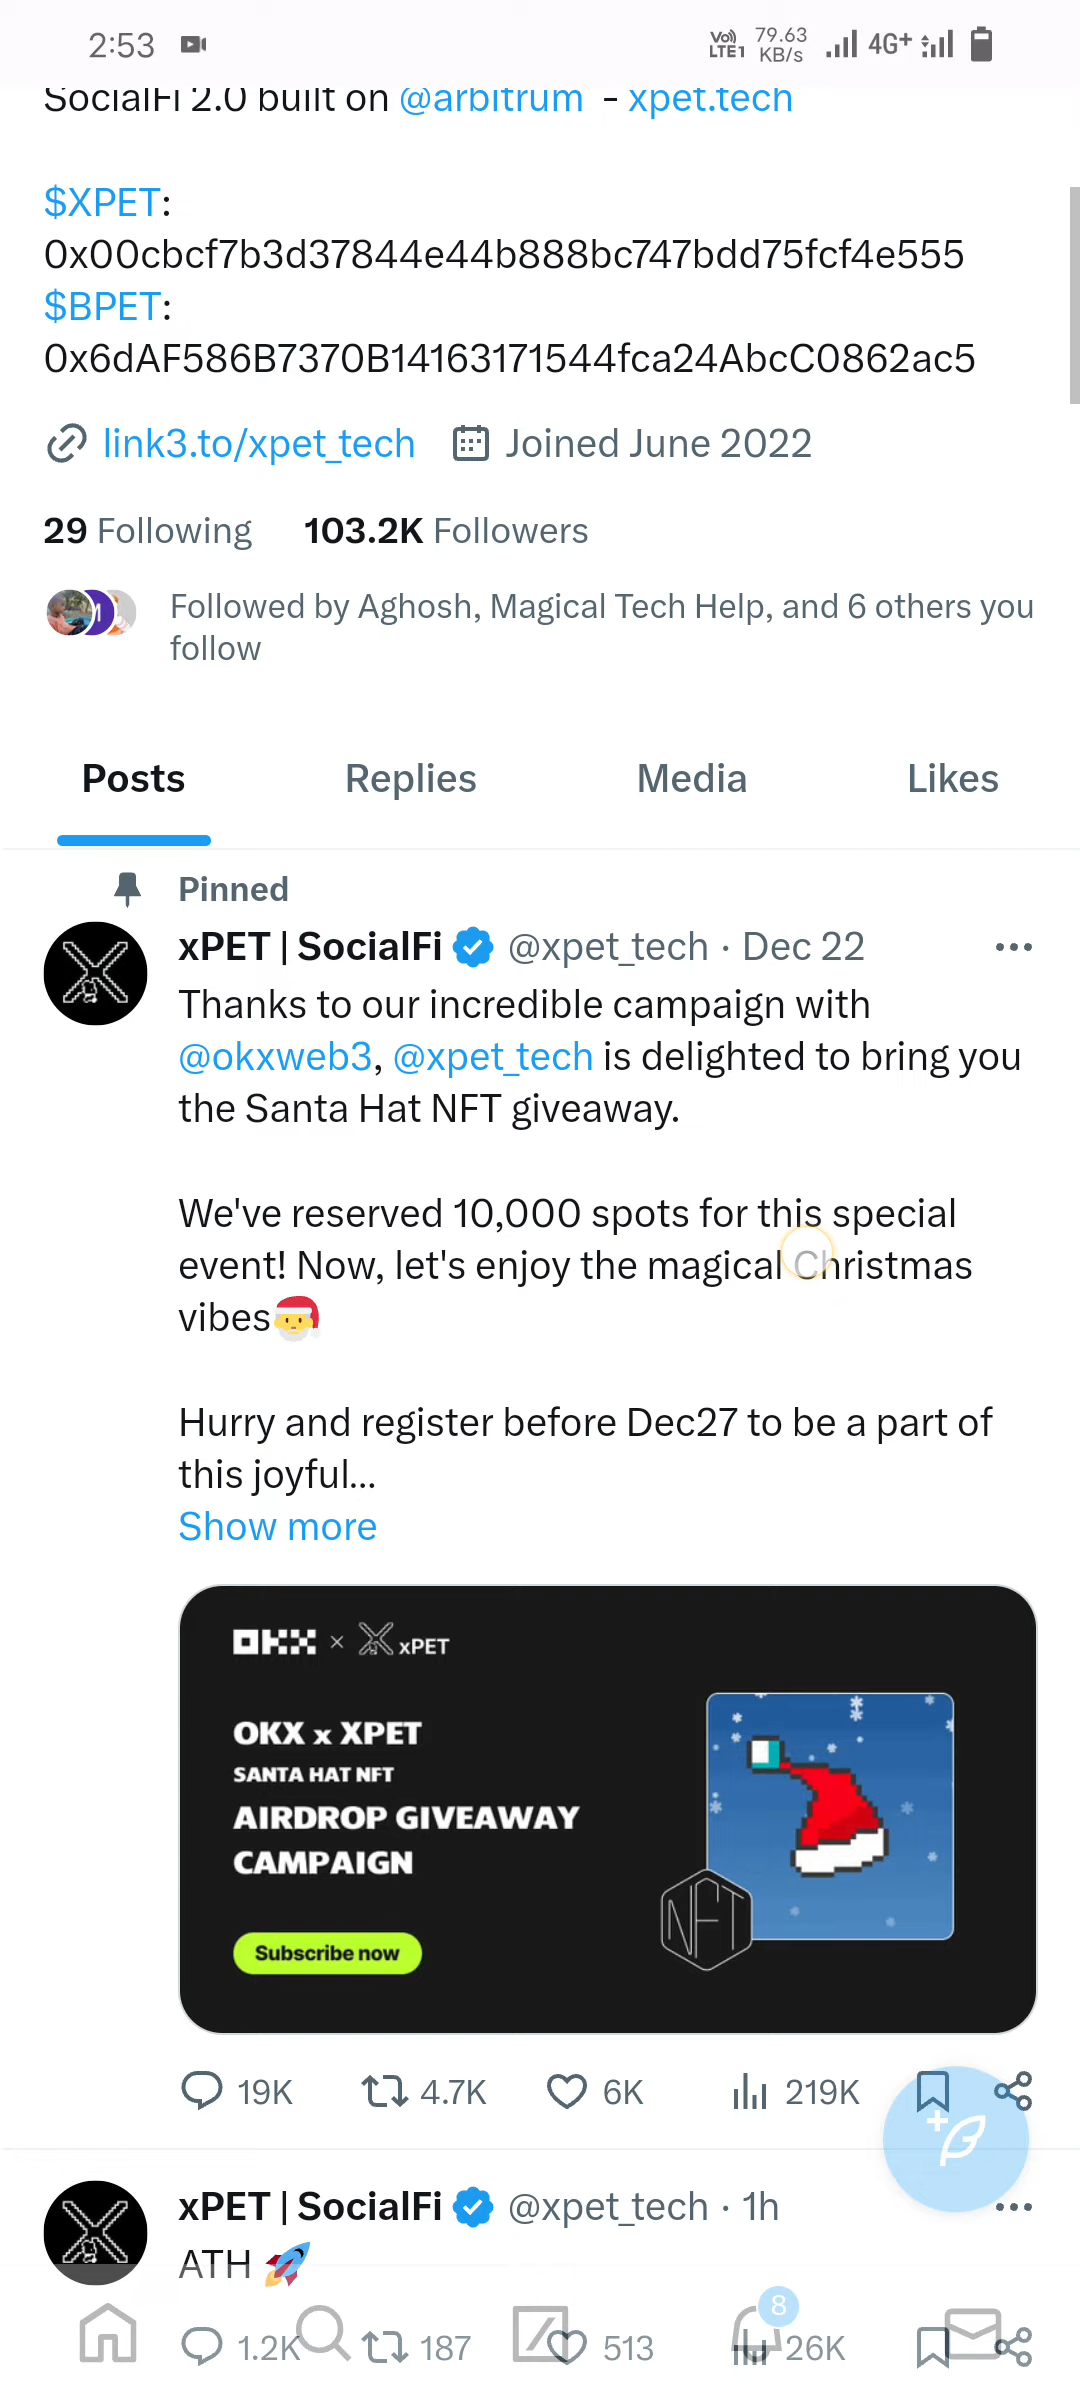 2:53 Vo)) LTE1 79.63 KB/s 4G+
SocialFi 2.0 built on @arbitrum - xpet.tech
$XPET:
0x00cbcf7b3d37844e44b888bc747bdd75fcf4e555
$BPET:
0x6dAF586B7370B14163171544fca24AbcC0862ac5
link3.to/xpet_tech Joined June 2022
29 Following 103.2K Followers
Followed by Aghosh, Magical Tech Help, and 6 others you
follow
Posts Replies Media Likes
Pinned
xPET | SocialFi @xpet_tech · Dec 22
Thanks to our incredible campaign with
@okxweb3, @xpet_tech is delighted to bring you
the Santa Hat NFT giveaway.
We've reserved 10,000 spots for this special
event! Now, let's enjoy the magical Christmas
vibes🎅
Hurry and register before Dec27 to be a part of
this joyful...
Show more
OKX × xPET
OKX x XPET
SANTA HAT NFT
AIRDROP GIVEAWAY
CAMPAIGN
NFT
Subscribe now
19K 4.7K 6K 219K
xPET | SocialFi @xpet_tech · 1h
ATH 🚀
8
1.2K 187 513 26K